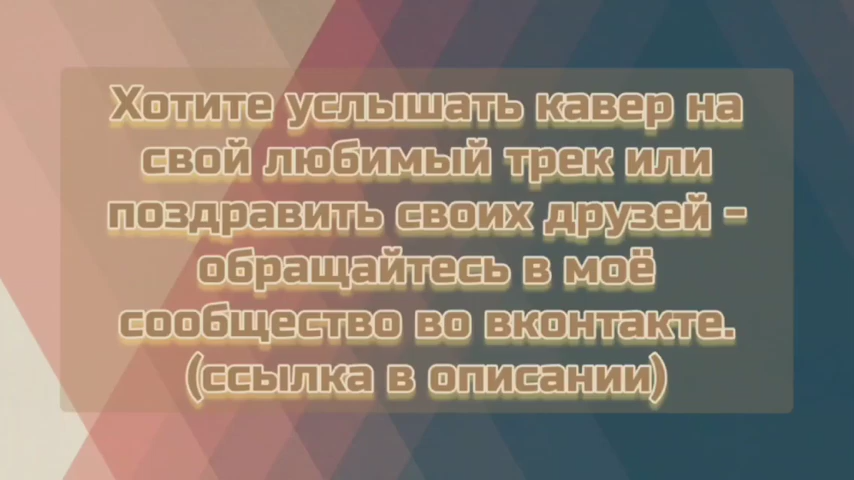 Хотите услышать кавер на
свой любимый трек или
поздравить своих друзей -
обращайтесь в моё
сообщество во вконтакте.
(ссылка в описании)